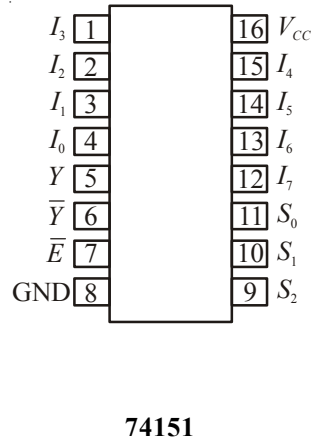 I₃ 1 16 V_CC
I₂ 2 15 I₄
I₁ 3 14 I₅
I₀ 4 13 I₆
Y 5 12 I₇
Y̅ 6 11 S₀
E̅ 7 10 S₁
GND 8 9 S₂
74151